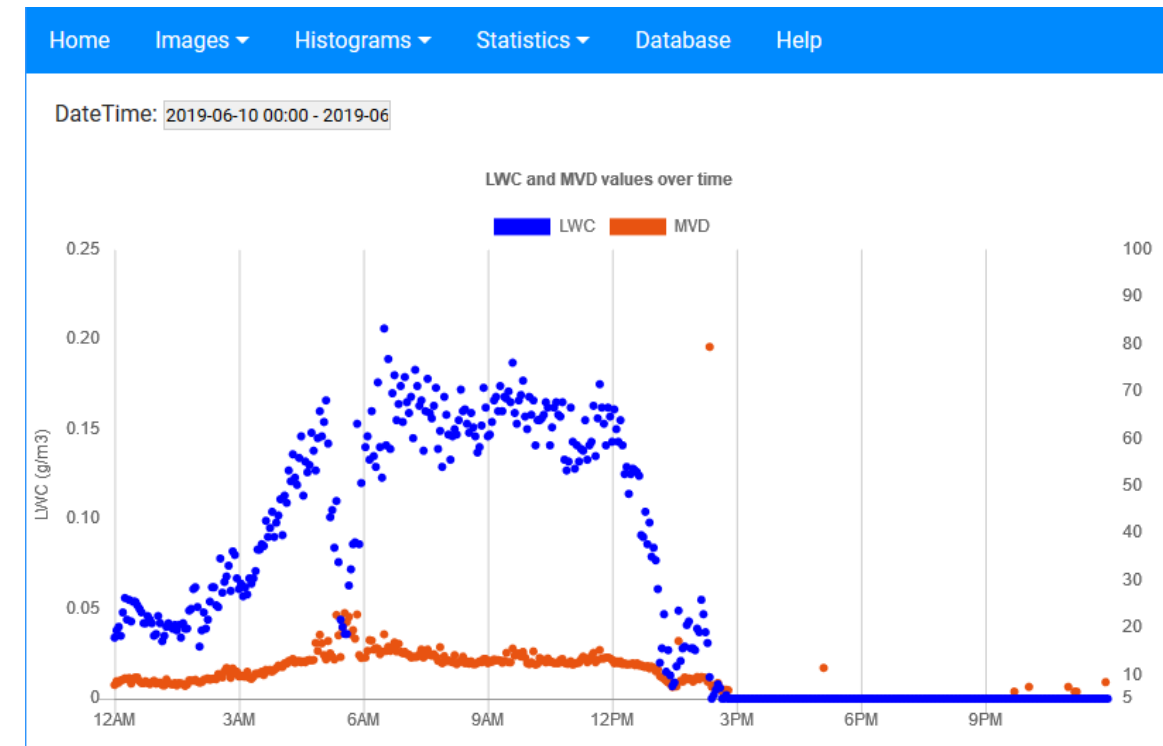 Home Images Histograms Statistics Database Help
DateTime: 2019-06-10 00:00 - 2019-06
LWC and MVD values over time
LWC MVD
0.25 100
90
0.20 80
70
0.15 60
50
0.10 40
30
0.05 20
10
0 5
LWC (g/m3)
12AM 3AM 6AM 9AM 12PM 3PM 6PM 9PM